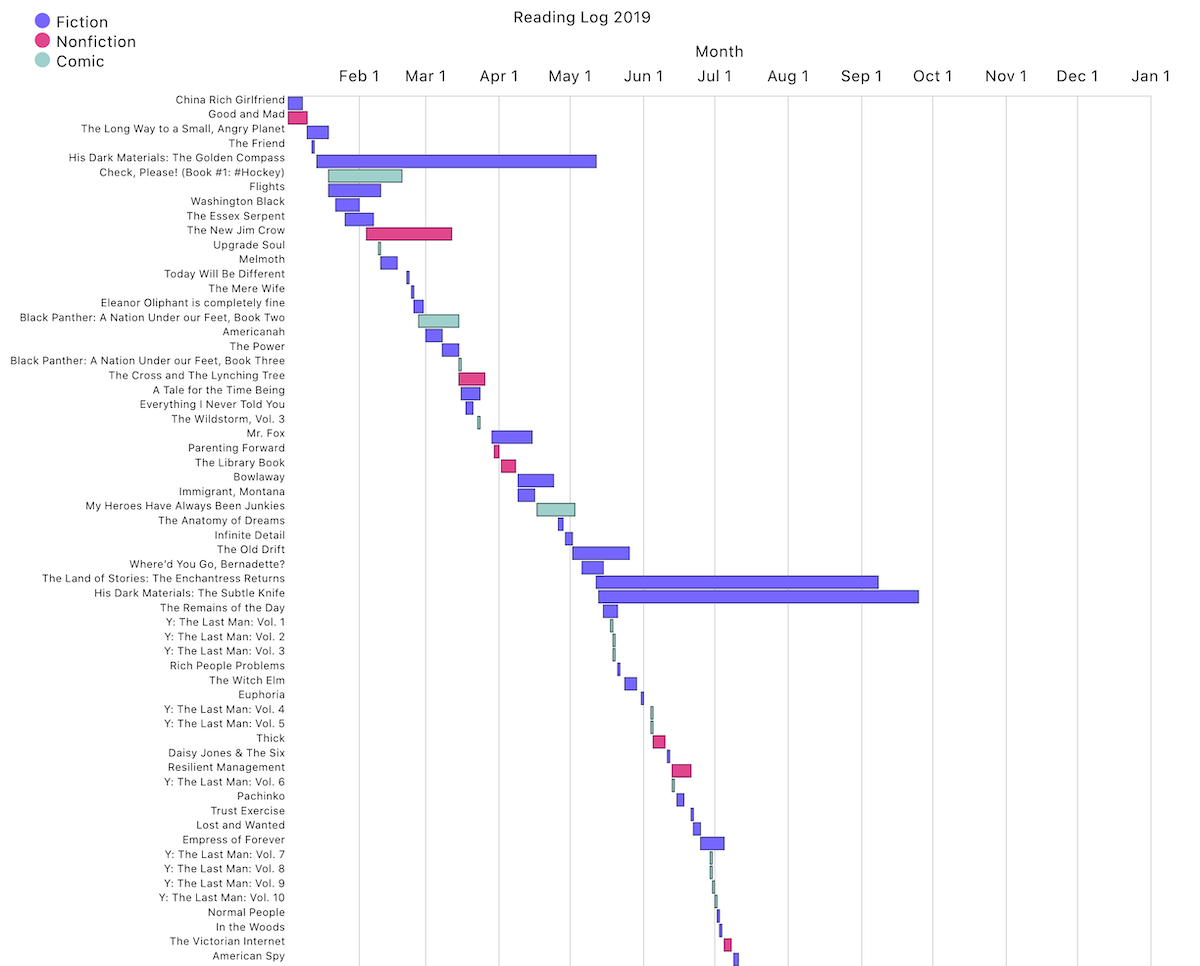 Reading Log 2019
Fiction
Nonfiction
Comic
Month
Feb 1 Mar 1 Apr 1 May 1 Jun 1 Jul 1 Aug 1 Sep 1 Oct 1 Nov 1 Dec 1 Jan 1
China Rich Girlfriend
Good and Mad
The Long Way to a Small, Angry Planet
The Friend
His Dark Materials: The Golden Compass
Check, Please! (Book #1: #Hockey)
Flights
Washington Black
The Essex Serpent
The New Jim Crow
Upgrade Soul
Melmoth
Today Will Be Different
The Mere Wife
Eleanor Oliphant is completely fine
Black Panther: A Nation Under our Feet, Book Two
Americanah
The Power
Black Panther: A Nation Under our Feet, Book Three
The Cross and The Lynching Tree
A Tale for the Time Being
Everything I Never Told You
The Wildstorm, Vol. 3
Mr. Fox
Parenting Forward
The Library Book
Bowlaway
Immigrant, Montana
My Heroes Have Always Been Junkies
The Anatomy of Dreams
Infinite Detail
The Old Drift
Where'd You Go, Bernadette?
The Land of Stories: The Enchantress Returns
His Dark Materials: The Subtle Knife
The Remains of the Day
Y: The Last Man: Vol. 1
Y: The Last Man: Vol. 2
Y: The Last Man: Vol. 3
Rich People Problems
The Witch Elm
Euphoria
Y: The Last Man: Vol. 4
Y: The Last Man: Vol. 5
Thick
Daisy Jones & The Six
Resilient Management
Y: The Last Man: Vol. 6
Pachinko
Trust Exercise
Lost and Wanted
Empress of Forever
Y: The Last Man: Vol. 7
Y: The Last Man: Vol. 8
Y: The Last Man: Vol. 9
Y: The Last Man: Vol. 10
Normal People
In the Woods
The Victorian Internet
American Spy